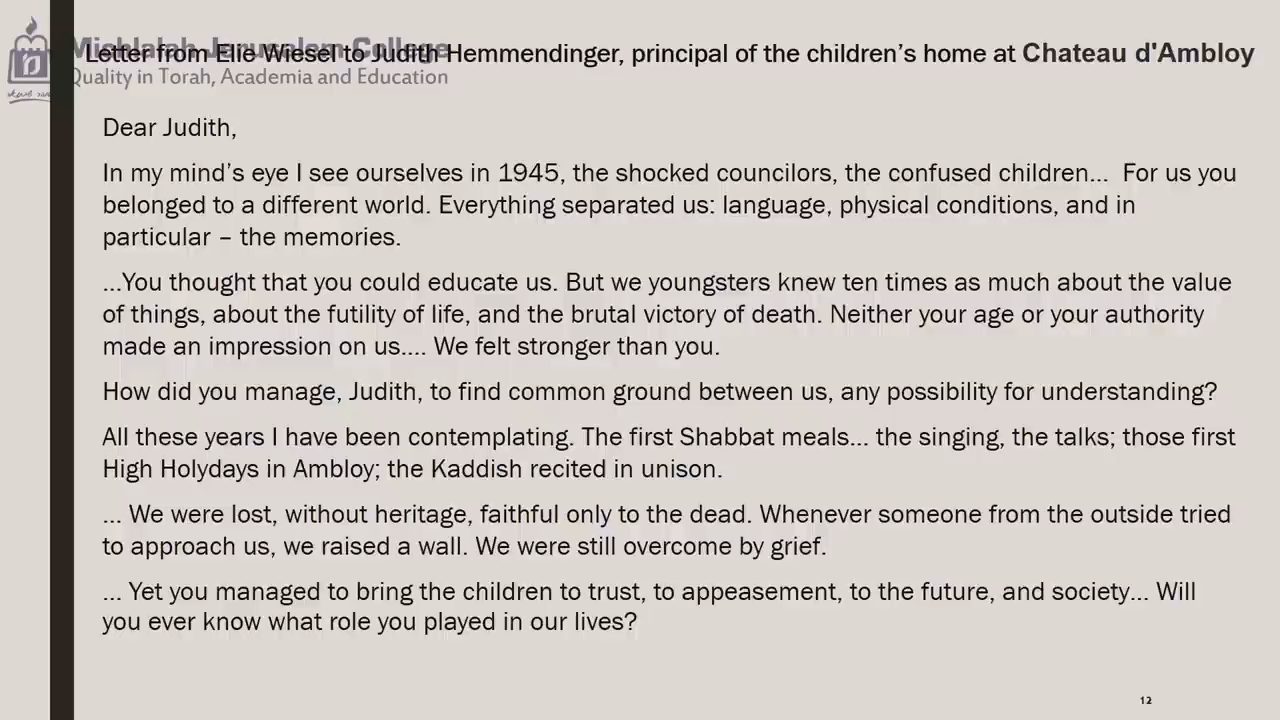 Michlalah Jerusalem College
Letter from Elie Wiesel to Judith Hemmendinger, principal of the children’s home at Chateau d'Ambloy
Quality in Torah, Academia and Education
Dear Judith,
In my mind’s eye I see ourselves in 1945, the shocked councilors, the confused children... For us you
belonged to a different world. Everything separated us: language, physical conditions, and in
particular – the memories.
...You thought that you could educate us. But we youngsters knew ten times as much about the value
of things, about the futility of life, and the brutal victory of death. Neither your age or your authority
made an impression on us.... We felt stronger than you.
How did you manage, Judith, to find common ground between us, any possibility for understanding?
All these years I have been contemplating. The first Shabbat meals... the singing, the talks; those first
High Holydays in Ambloy; the Kaddish recited in unison.
... We were lost, without heritage, faithful only to the dead. Whenever someone from the outside tried
to approach us, we raised a wall. We were still overcome by grief.
... Yet you managed to bring the children to trust, to appeasement, to the future, and society... Will
you ever know what role you played in our lives?
12